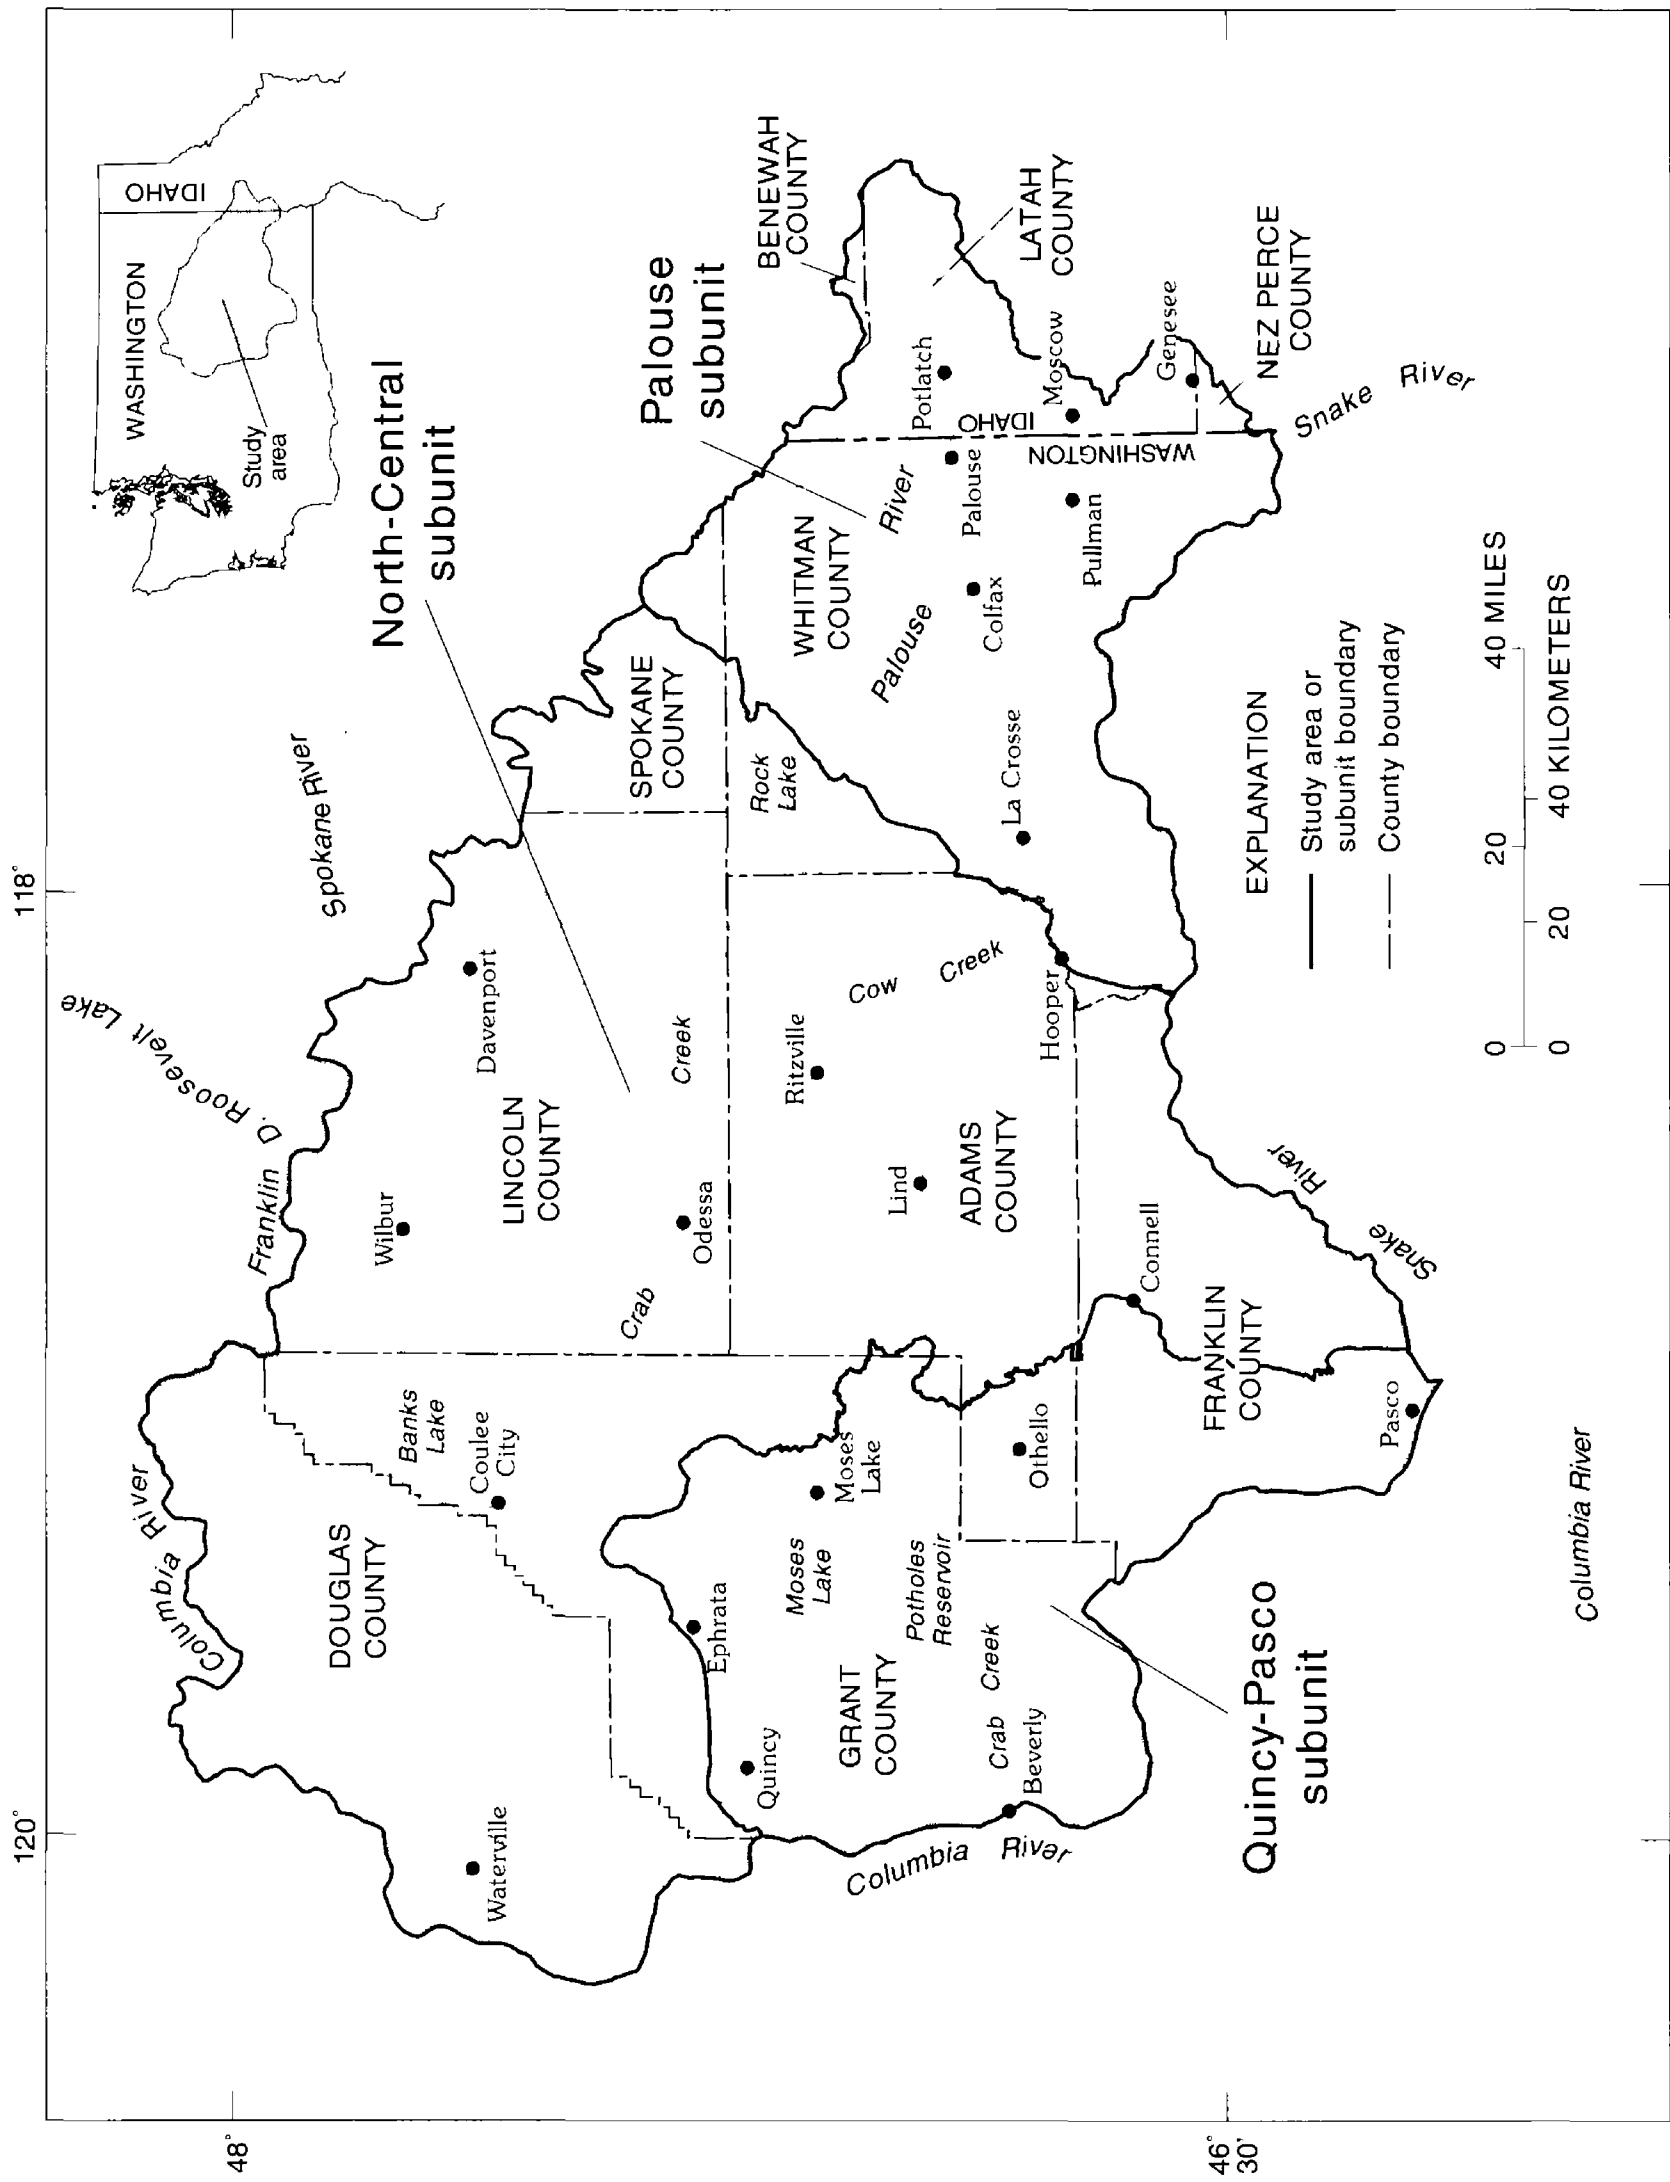 120°
118°
48°
46°
30'
WASHINGTON
IDAHO
Study
area
North-Central
subunit
Palouse
subunit
Quincy-Pasco
subunit
Columbia River
Franklin D. Roosevelt Lake
Spokane River
DOUGLAS
COUNTY
Banks
Lake
Coulee
City
Waterville
Wilbur
Davenport
LINCOLN
COUNTY
Crab Creek
Odessa
SPOKANE
COUNTY
Rock
Lake
BENEWAH
COUNTY
LATAH
COUNTY
NEZ PERCE
COUNTY
WHITMAN
COUNTY
Palouse River
Potlatch
Palouse
Colfax
Moscow
Pullman
Genesee
IDAHO
WASHINGTON
Snake River
La Crosse
Hooper
Cow Creek
Ritzville
Lind
ADAMS
COUNTY
Ephrata
Quincy
Moses
Lake
Moses
Lake
Potholes
Reservoir
GRANT
COUNTY
Crab Creek
Beverly
Columbia River
Othello
Connell
FRANKLIN
COUNTY
Pasco
Snake River
Columbia River
EXPLANATION
Study area or
subunit boundary
County boundary
0 20 40 MILES
0 20 40 KILOMETERS